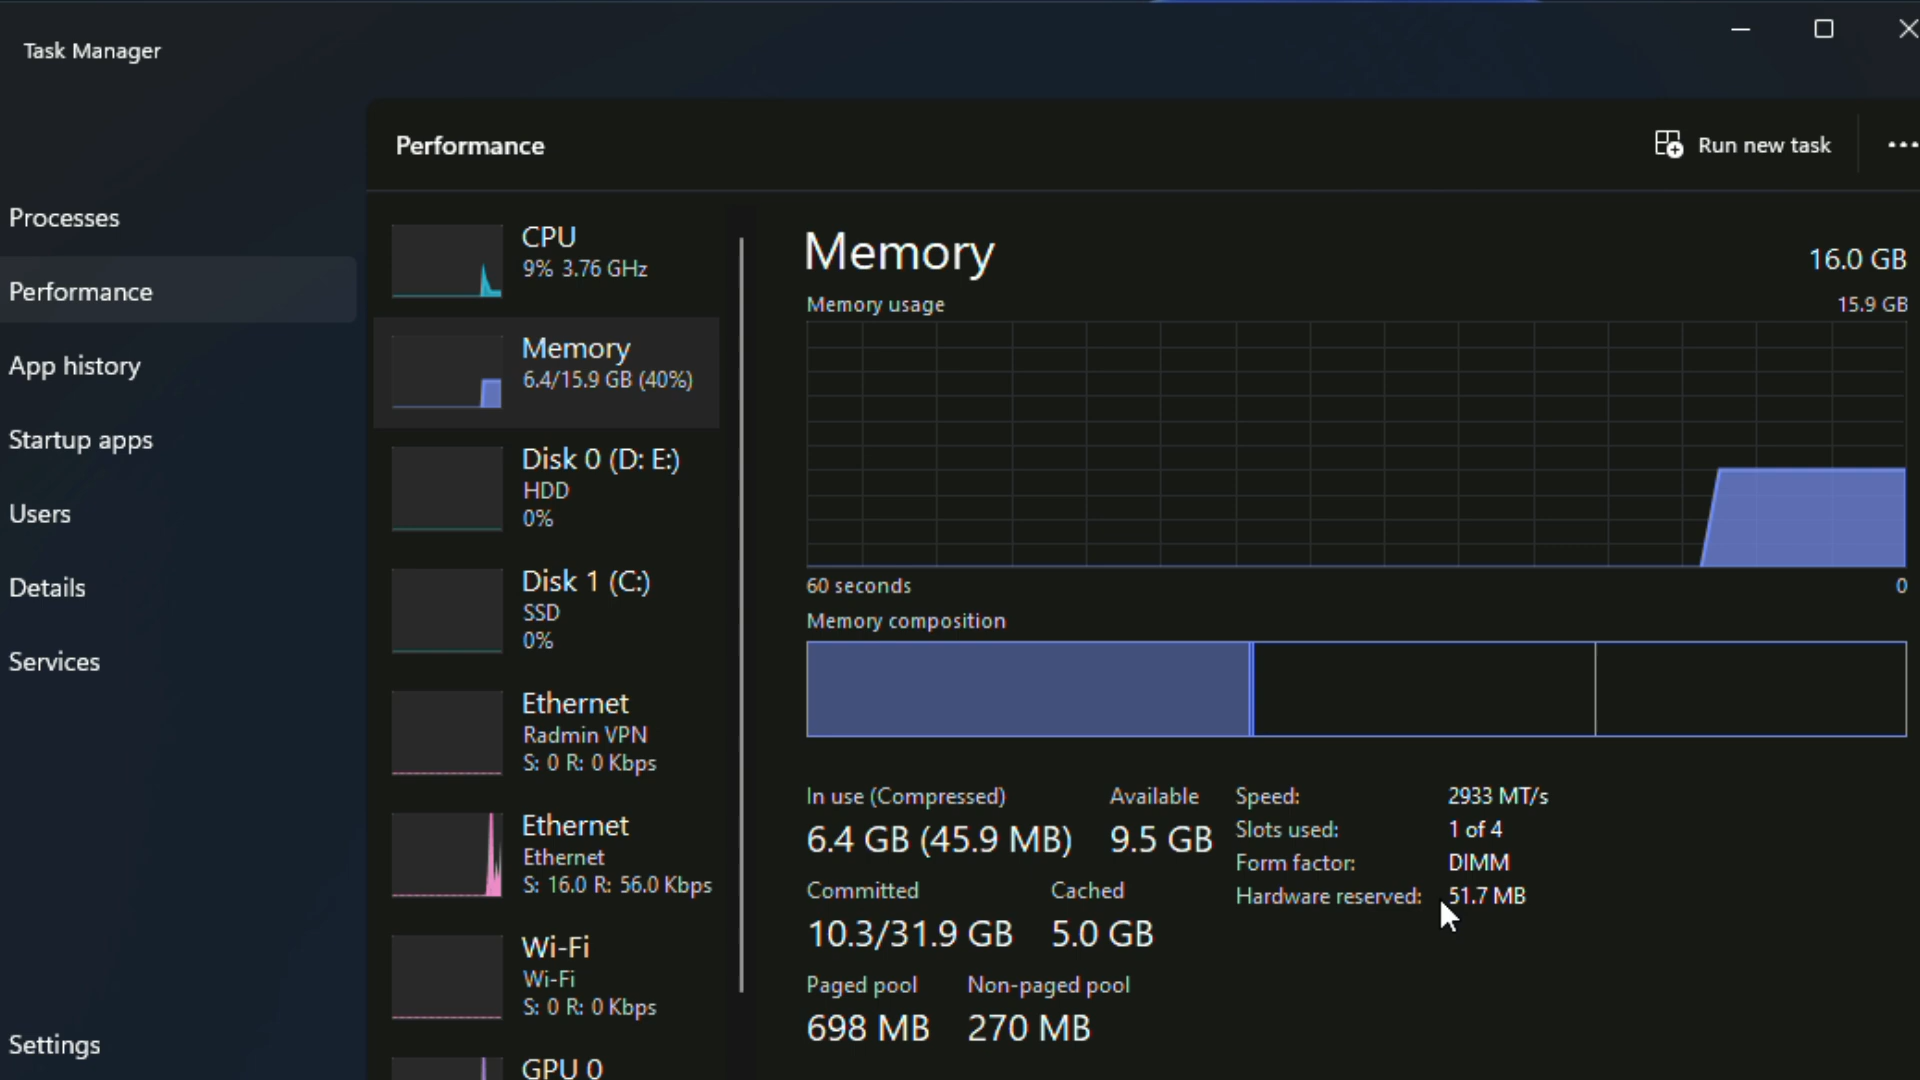 Task Manager
Performance
Run new task
Processes
Performance
App history
Startup apps
Users
Details
Services
Settings
CPU
9% 3.76 GHz
Memory
6.4/15.9 GB (40%)
Disk 0 (D: E:)
HDD
0%
Disk 1 (C:)
SSD
0%
Ethernet
Radmin VPN
S: 0 R: 0 Kbps
Ethernet
Ethernet
S: 16.0 R: 56.0 Kbps
Wi-Fi
Wi-Fi
S: 0 R: 0 Kbps
GPU 0
Memory
16.0 GB
Memory usage
15.9 GB
60 seconds
0
Memory composition
In use (Compressed)
6.4 GB (45.9 MB)
Available
9.5 GB
Committed
10.3/31.9 GB
Cached
5.0 GB
Paged pool
698 MB
Non-paged pool
270 MB
Speed: 2933 MT/s
Slots used: 1 of 4
Form factor: DIMM
Hardware reserved: 51.7 MB